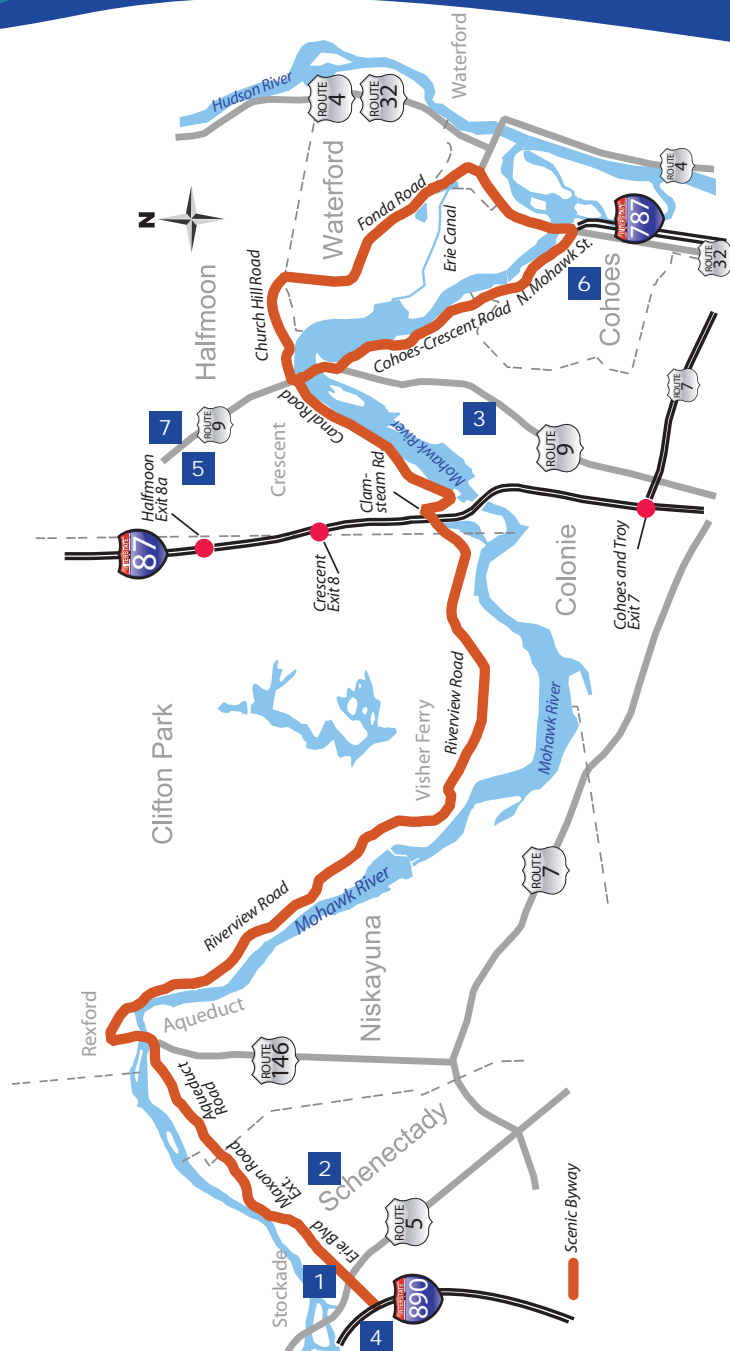 Hudson River
Waterford
ROUTE
4
ROUTE
32
N
Waterford
Fonda Road
Erie Canal
ROUTE
4
INTERSTATE
787
ROUTE
32
Halfmoon
Church Hill Road
N. Mohawk St.
6
Cohoes
Cohoes-Crescent Road
7
ROUTE
9
5
Crescent
Canal Road
Mohawk River
3
ROUTE
9
ROUTE
7
Halfmoon
Exit 8a
Clam-
steam Rd
INTERSTATE
87
Crescent
Exit 8
Colonie
Cohoes and Troy
Exit 7
Clifton Park
Visher Ferry
Riverview Road
Mohawk River
Riverview Road
Mohawk River
ROUTE
7
Rexford
Aqueduct
Niskayuna
ROUTE
146
Aqueduct
Road
Maxon Road
Ext.
2
Schenectady
Erie Blvd
ROUTE
5
Stockade
1
4
INTERSTATE
890
Scenic Byway